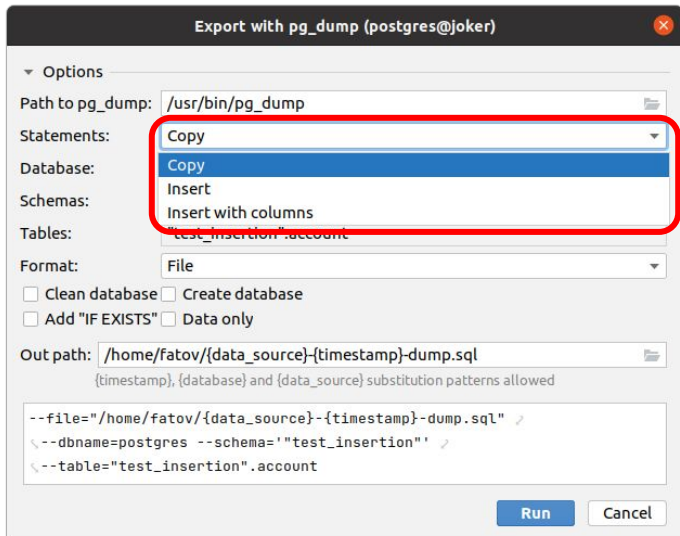 Export with pg_dump (postgres@joker)
Options
Path to pg_dump: /usr/bin/pg_dump
Statements: Copy
Database: Copy
Insert
Schemas:
Insert with columns
Tables: "test_insertion".account
Format: File
Clean database Create database
Add "IF EXISTS" Data only
Out path: /home/fatov/{data_source}-{timestamp}-dump.sql
{timestamp}, {database} and {data_source} substitution patterns allowed
--file="/home/fatov/{data_source}-{timestamp}-dump.sql"
--dbname=postgres --schema='"test_insertion"'
--table="test_insertion".account
Run Cancel